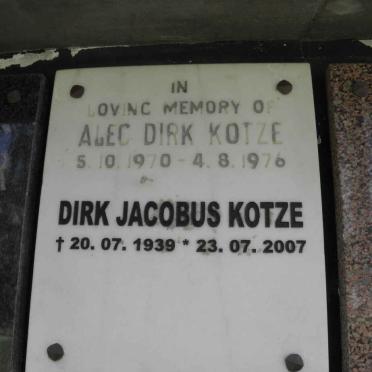 IN
LOVING MEMORY OF
ALEC DIRK KOTZE
5.10.1970 - 4.8.1976
DIRK JACOBUS KOTZE
† 20. 07. 1939 * 23. 07. 2007